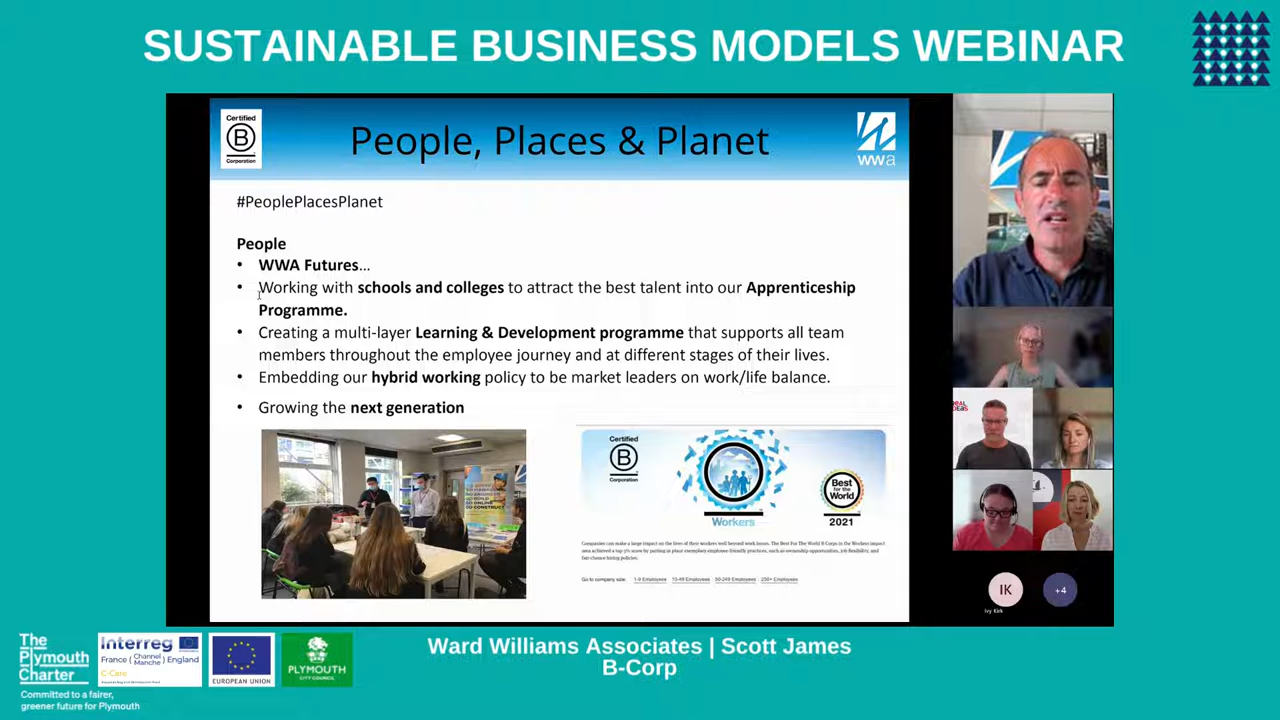 SUSTAINABLE BUSINESS MODELS WEBINAR
Certified
B
Corporation
People, Places & Planet
wwa
#PeoplePlacesPlanet
People
• WWA Futures...
• Working with schools and colleges to attract the best talent into our Apprenticeship
Programme.
• Creating a multi-layer Learning & Development programme that supports all team
members throughout the employee journey and at different stages of their lives.
• Embedding our hybrid working policy to be market leaders on work/life balance.
• Growing the next generation
Certified
B
Corporation
Workers
Best
for the
World
2021
Companies can make a large impact on the lives of their workers well beyond work issues. The Best For The World B Corps in the Workers impact
area achieved a top 5% score by putting in place exemplary employee-friendly practices, such as ownership opportunities, job flexibility, and
fair-chance hiring policies.
Go to company size: 1-9 Employees 10-49 Employees 50-249 Employees 250+ Employees
IK
+4
Ivy Kirk
The
Plymouth
Charter
Committed to a fairer,
greener future for Plymouth
Interreg
France ( Channel Manche ) England
C-Care
EUROPEAN UNION
PLYMOUTH
CITY COUNCIL
Ward Williams Associates | Scott James
B-Corp